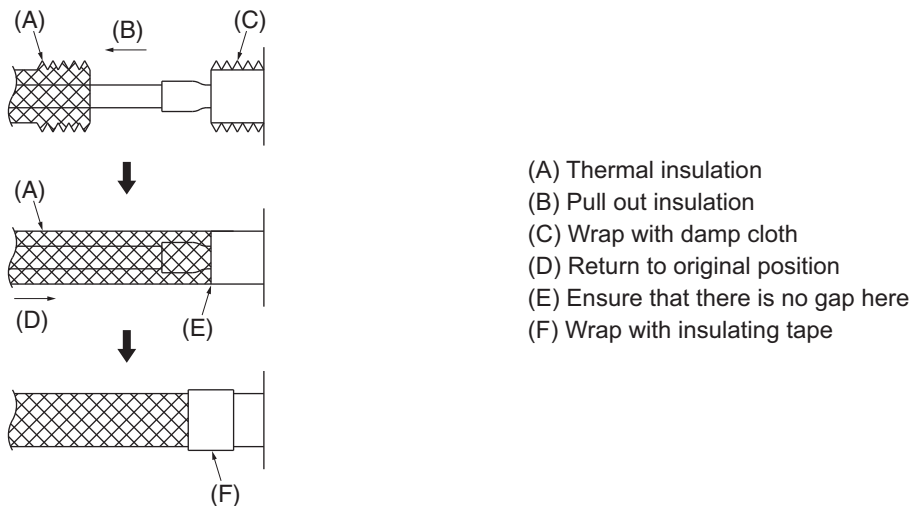 (A)
(B)
(C)
(A)
(D)
(E)
(F)
(A) Thermal insulation
(B) Pull out insulation
(C) Wrap with damp cloth
(D) Return to original position
(E) Ensure that there is no gap here
(F) Wrap with insulating tape